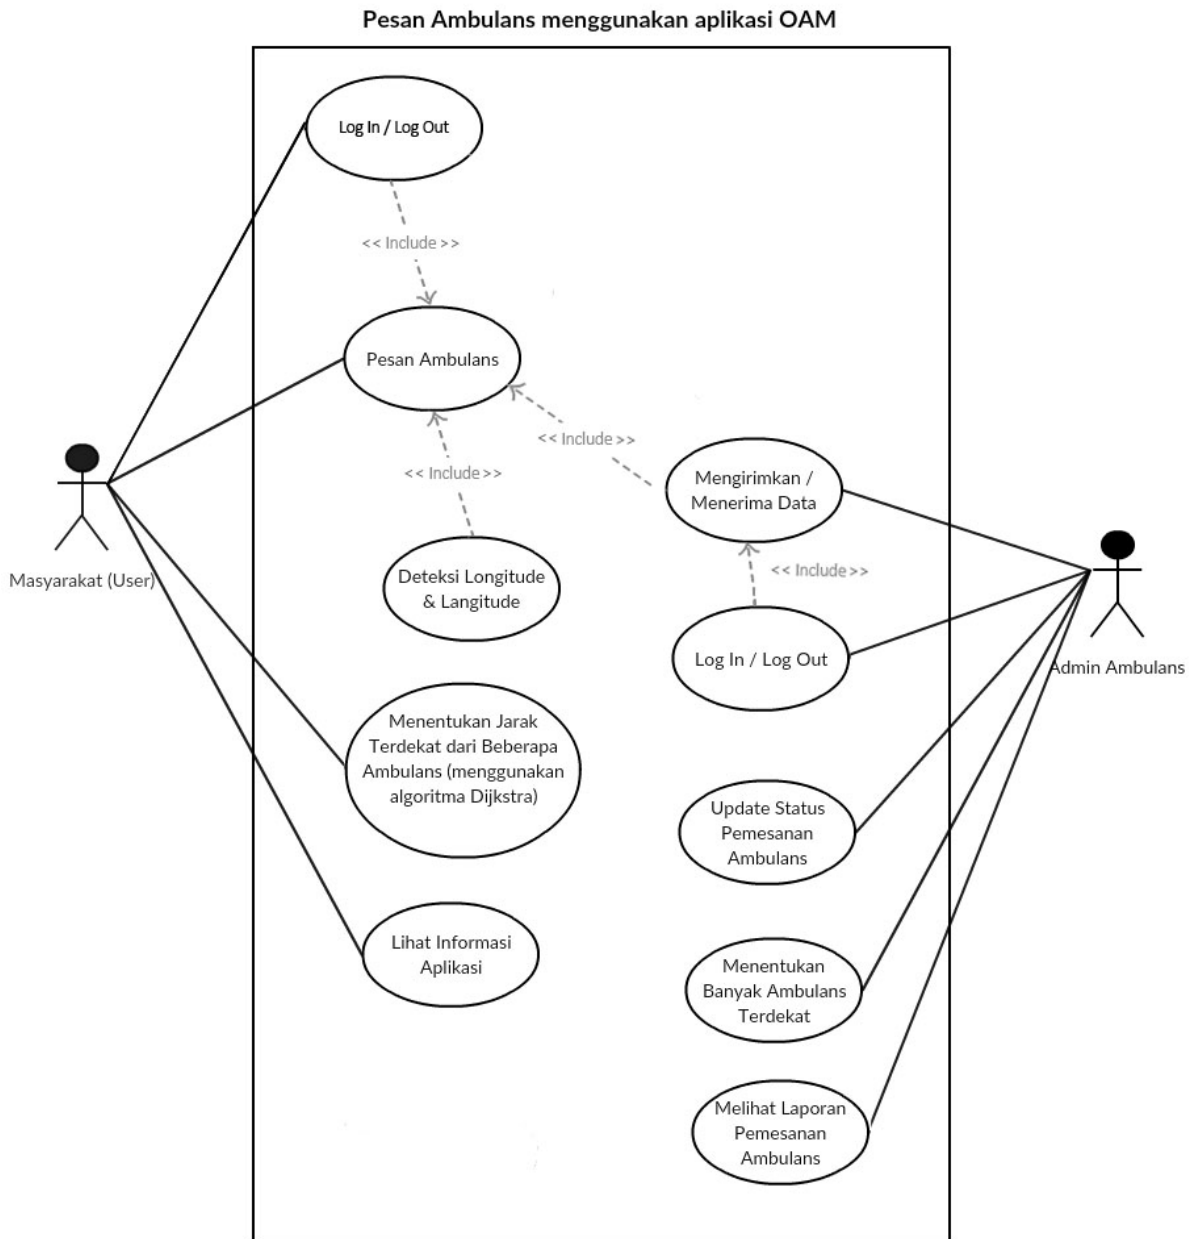 Pesan Ambulans menggunakan aplikasi OAM
Log In / Log Out
<< Include >>
Pesan Ambulans
<< Include >>
<< Include >>
Mengirimkan /
Menerima Data
<< Include >>
Masyarakat (User)
Deteksi Longitude
& Langitude
Log In / Log Out
Admin Ambulans
Menentukan Jarak
Terdekat dari Beberapa
Ambulans (menggunakan
algoritma Dijkstra)
Update Status
Pemesanan
Ambulans
Lihat Informasi
Aplikasi
Menentukan
Banyak Ambulans
Terdekat
Melihat Laporan
Pemesanan
Ambulans